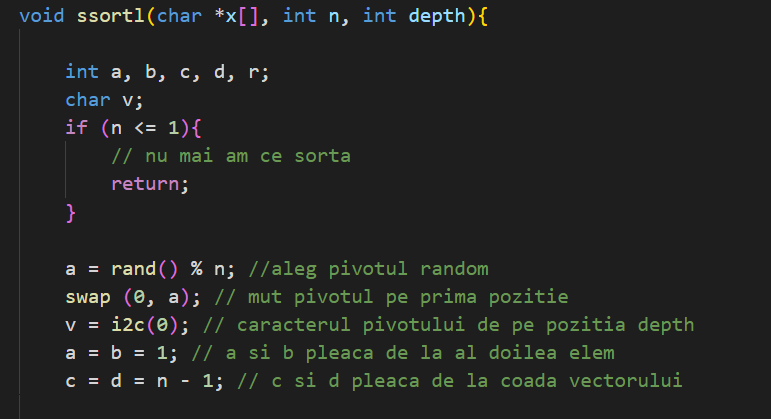 void ssortl(char *x[], int n, int depth){
int a, b, c, d, r;
char v;
if (n <= 1){
// nu mai am ce sorta
return;
}
a = rand() % n; //aleg pivotul random
swap (0, a); // mut pivotul pe prima pozitie
v = i2c(0); // caracterul pivotului de pe pozitia depth
a = b = 1; // a si b pleaca de la al doilea elem
c = d = n - 1; // c si d pleaca de la coada vectorului